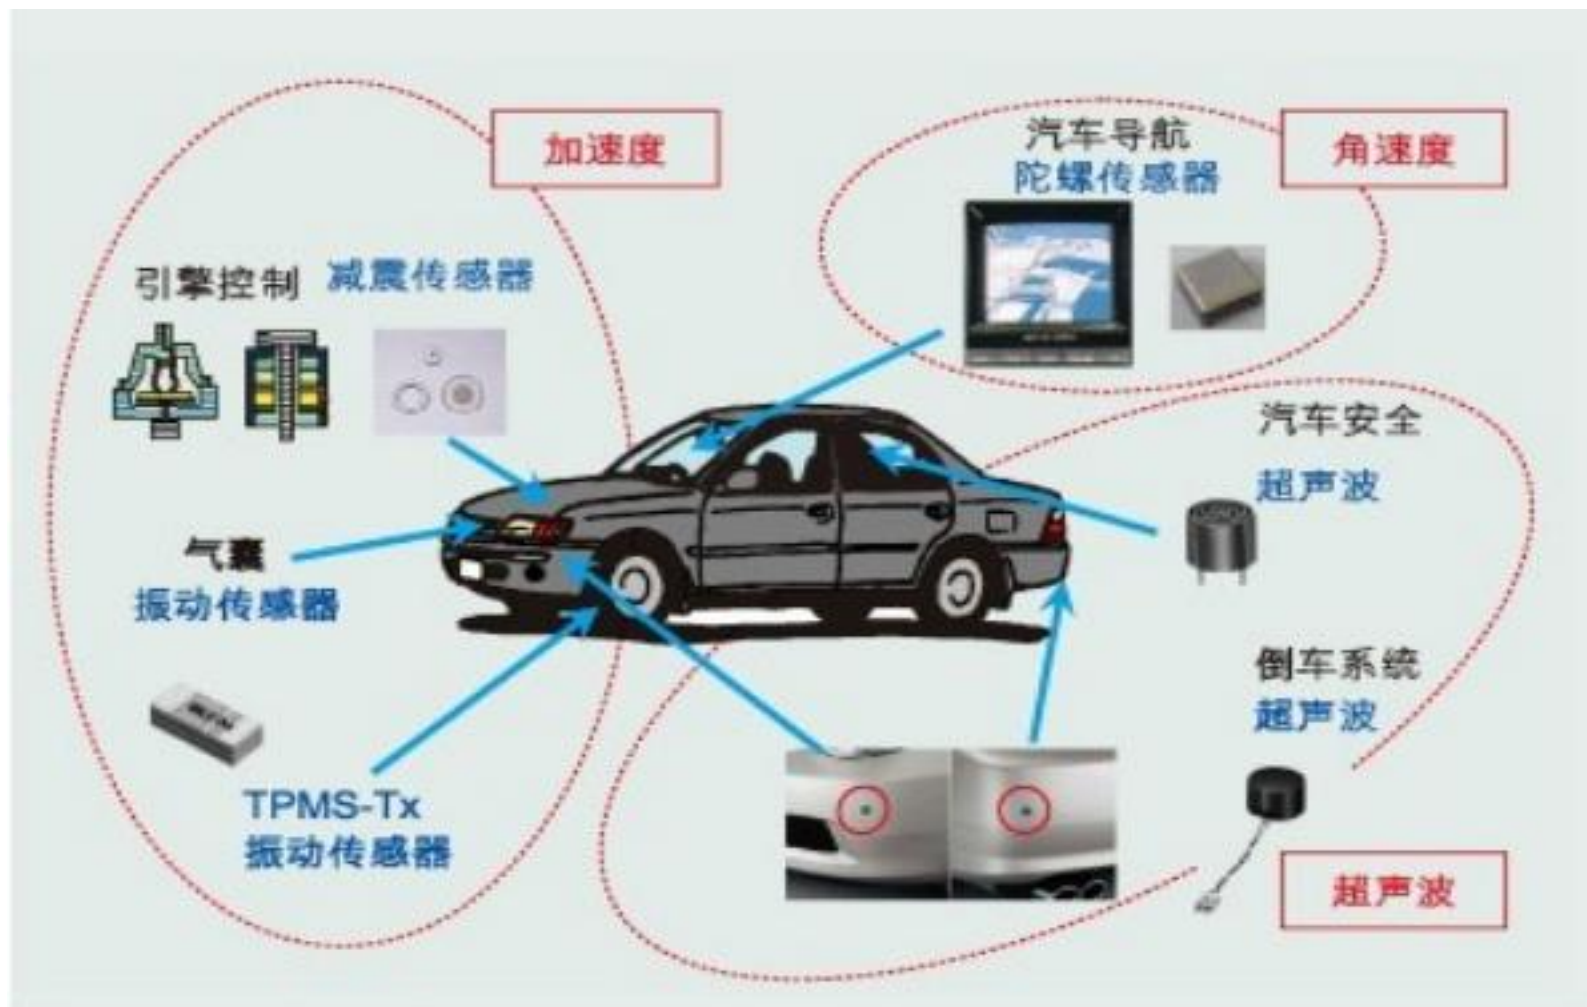 加速度
汽车导航
陀螺传感器
角速度
引擎控制
减震传感器
汽车安全
超声波
气囊
振动传感器
倒车系统
超声波
TPMS-Tx
振动传感器
超声波